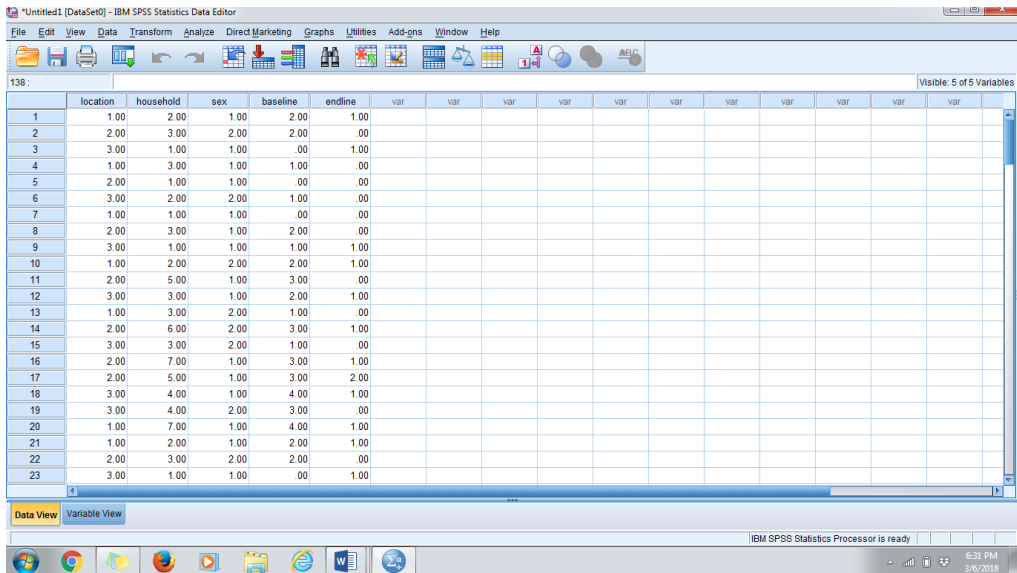 *Untitled1 [DataSet0] - IBM SPSS Statistics Data Editor
File Edit View Data Transform Analyze Direct Marketing Graphs Utilities Add-ons Window Help
A 1 4 ABC
138 : Visible: 5 of 5 Variables
location household sex baseline endline var var var var var var var var var var var
1 1.00 2.00 1.00 2.00 1.00
2 2.00 3.00 2.00 2.00 .00
3 3.00 1.00 1.00 .00 1.00
4 1.00 3.00 1.00 1.00 .00
5 2.00 1.00 1.00 .00 .00
6 3.00 2.00 2.00 1.00 .00
7 1.00 1.00 1.00 .00 .00
8 2.00 3.00 1.00 2.00 .00
9 3.00 1.00 1.00 1.00 1.00
10 1.00 2.00 2.00 2.00 1.00
11 2.00 5.00 1.00 3.00 .00
12 3.00 3.00 1.00 2.00 1.00
13 1.00 3.00 2.00 1.00 .00
14 2.00 6.00 2.00 3.00 1.00
15 3.00 3.00 2.00 1.00 .00
16 2.00 7.00 1.00 3.00 1.00
17 2.00 5.00 1.00 3.00 2.00
18 3.00 4.00 1.00 4.00 1.00
19 3.00 4.00 2.00 3.00 .00
20 1.00 7.00 1.00 4.00 1.00
21 1.00 2.00 1.00 2.00 1.00
22 2.00 3.00 2.00 2.00 .00
23 3.00 1.00 1.00 .00 1.00
Data View Variable View
IBM SPSS Statistics Processor is ready
W Σα 6:31 PM
3/6/2018